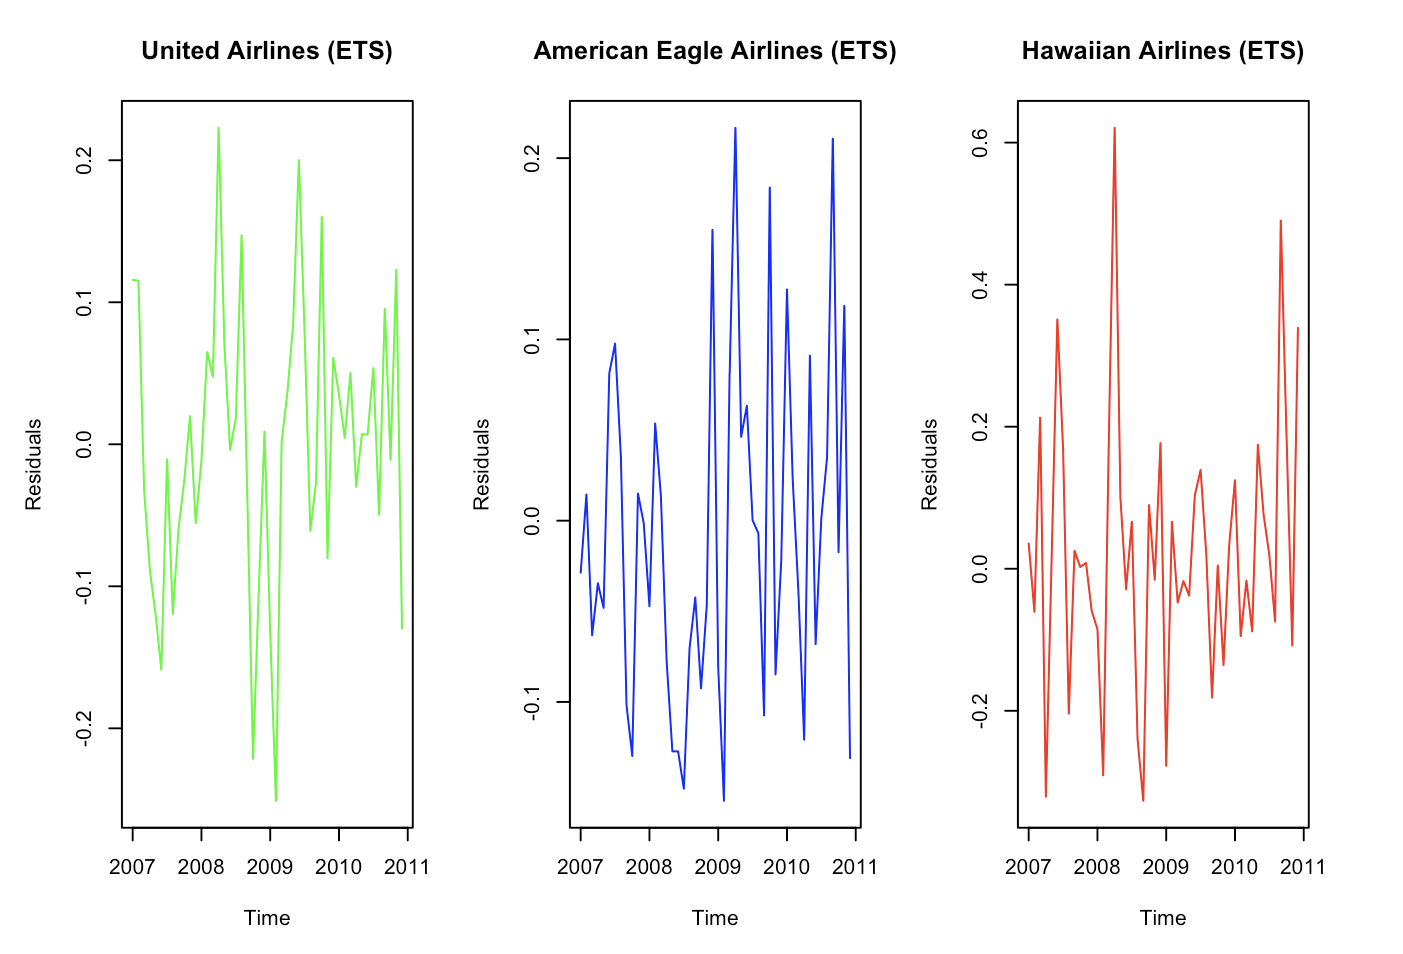 United Airlines (ETS)
Residuals
0.2
0.1
0.0
-0.1
-0.2
2007 2008 2009 2010 2011
Time
American Eagle Airlines (ETS)
Residuals
0.2
0.1
0.0
-0.1
2007 2008 2009 2010 2011
Time
Hawaiian Airlines (ETS)
Residuals
0.6
0.4
0.2
0.0
-0.2
2007 2008 2009 2010 2011
Time